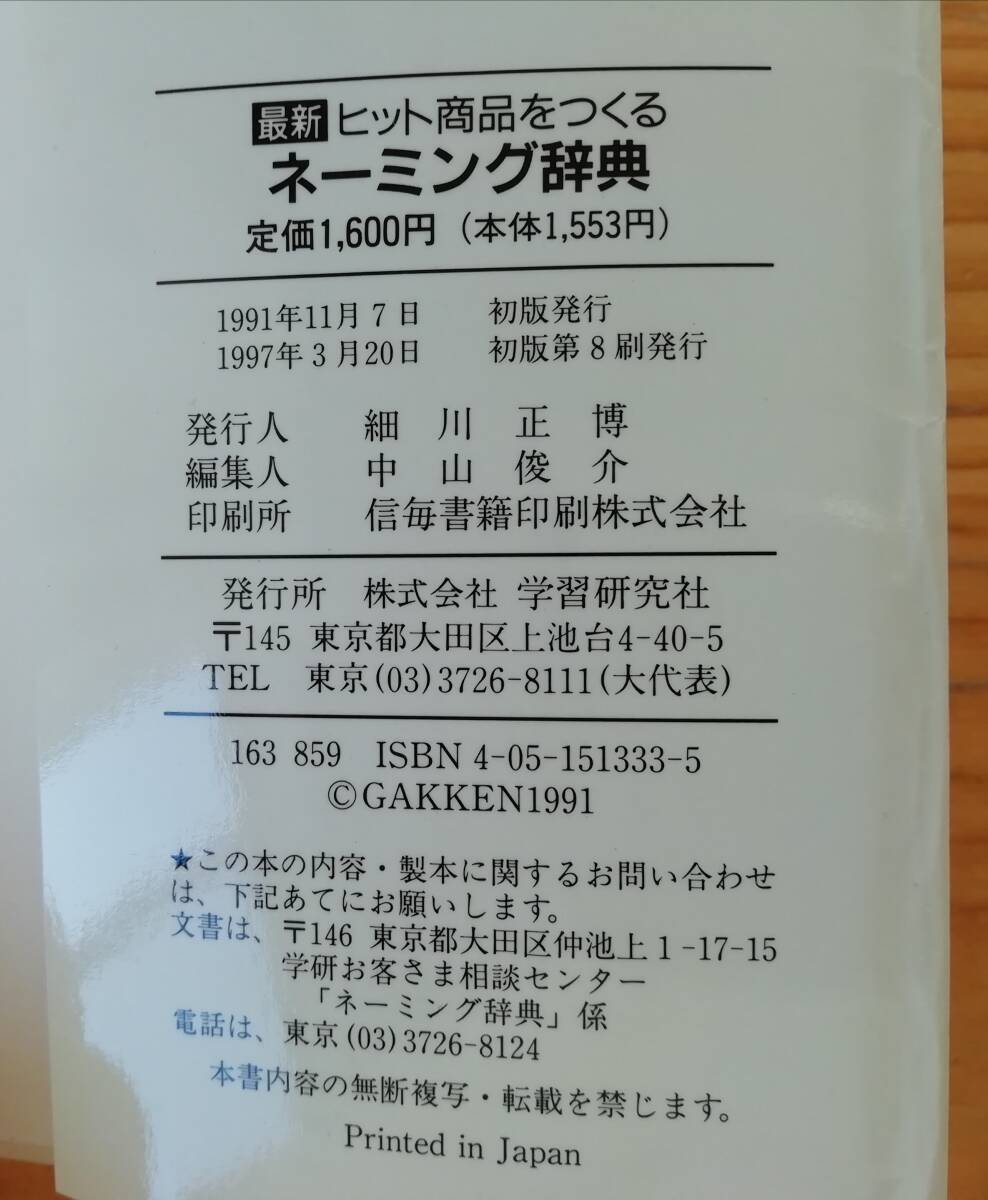 最新 ヒット商品をつくる
ネーミング辞典
定価1,600円（本体1,553円）
1991年11月7日 初版発行
1997年3月20日 初版第8刷発行
発行人 細川正博
編集人 中山俊介
印刷所 信毎書籍印刷株式会社
発行所 株式会社 学習研究社
〒145 東京都大田区上池台4-40-5
TEL 東京(03)3726-8111(大代表)
163 859 ISBN 4-05-151333-5
©GAKKEN1991
★この本の内容・製本に関するお問い合わせ
は、下記あてにお願いします。
文書は、〒146 東京都大田区仲池上1-17-15
学研お客さま相談センター
「ネーミング辞典」係
電話は、東京(03)3726-8124
本書内容の無断複写・転載を禁じます。
Printed in Japan